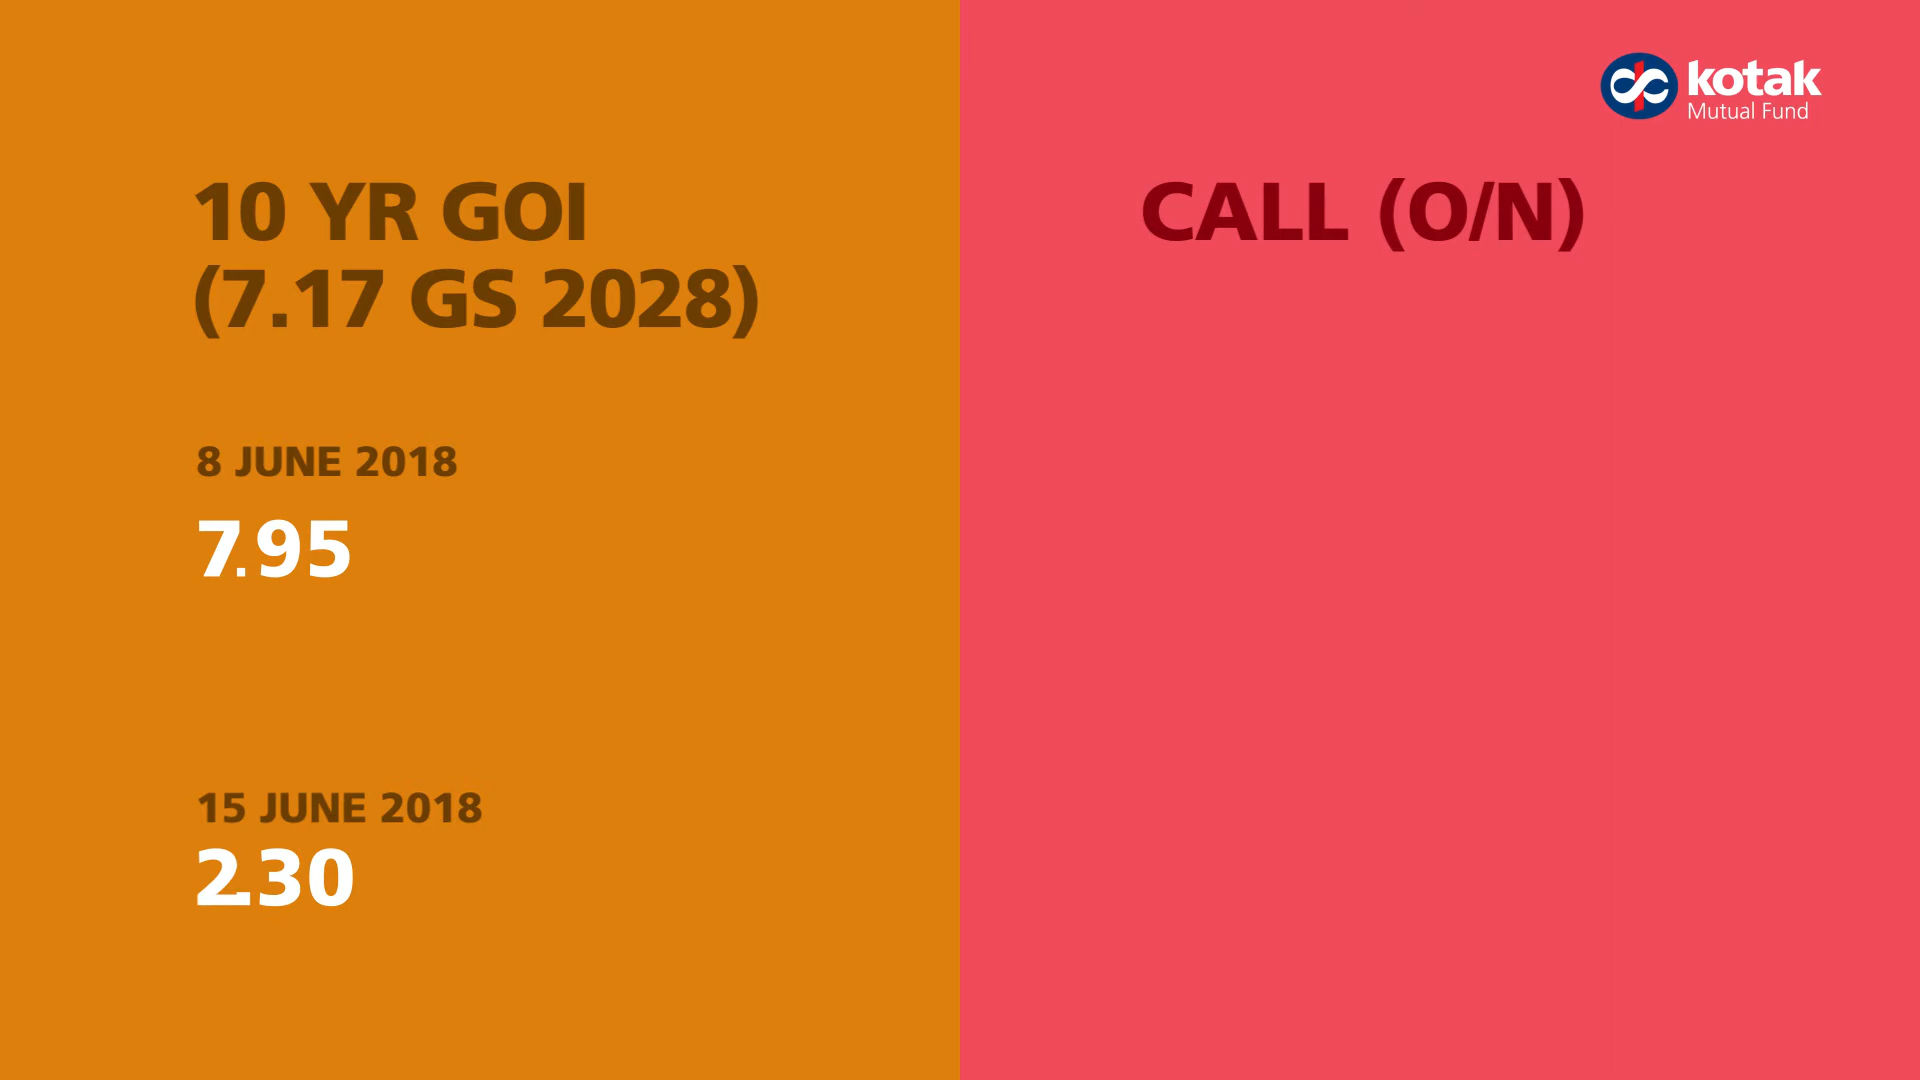 kotak
Mutual Fund
10 YR GOI
(7.17 GS 2028)
8 JUNE 2018
7.95
15 JUNE 2018
2.30
CALL (O/N)